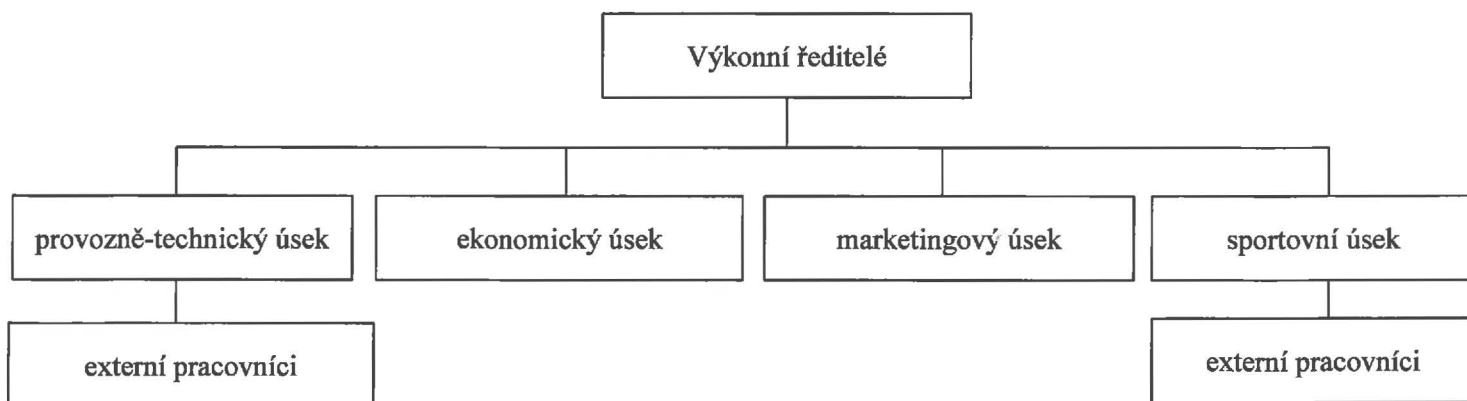 Výkonní ředitelé
provozně-technický úsek
ekonomický úsek
marketingový úsek
sportovní úsek
externí pracovníci
externí pracovníci